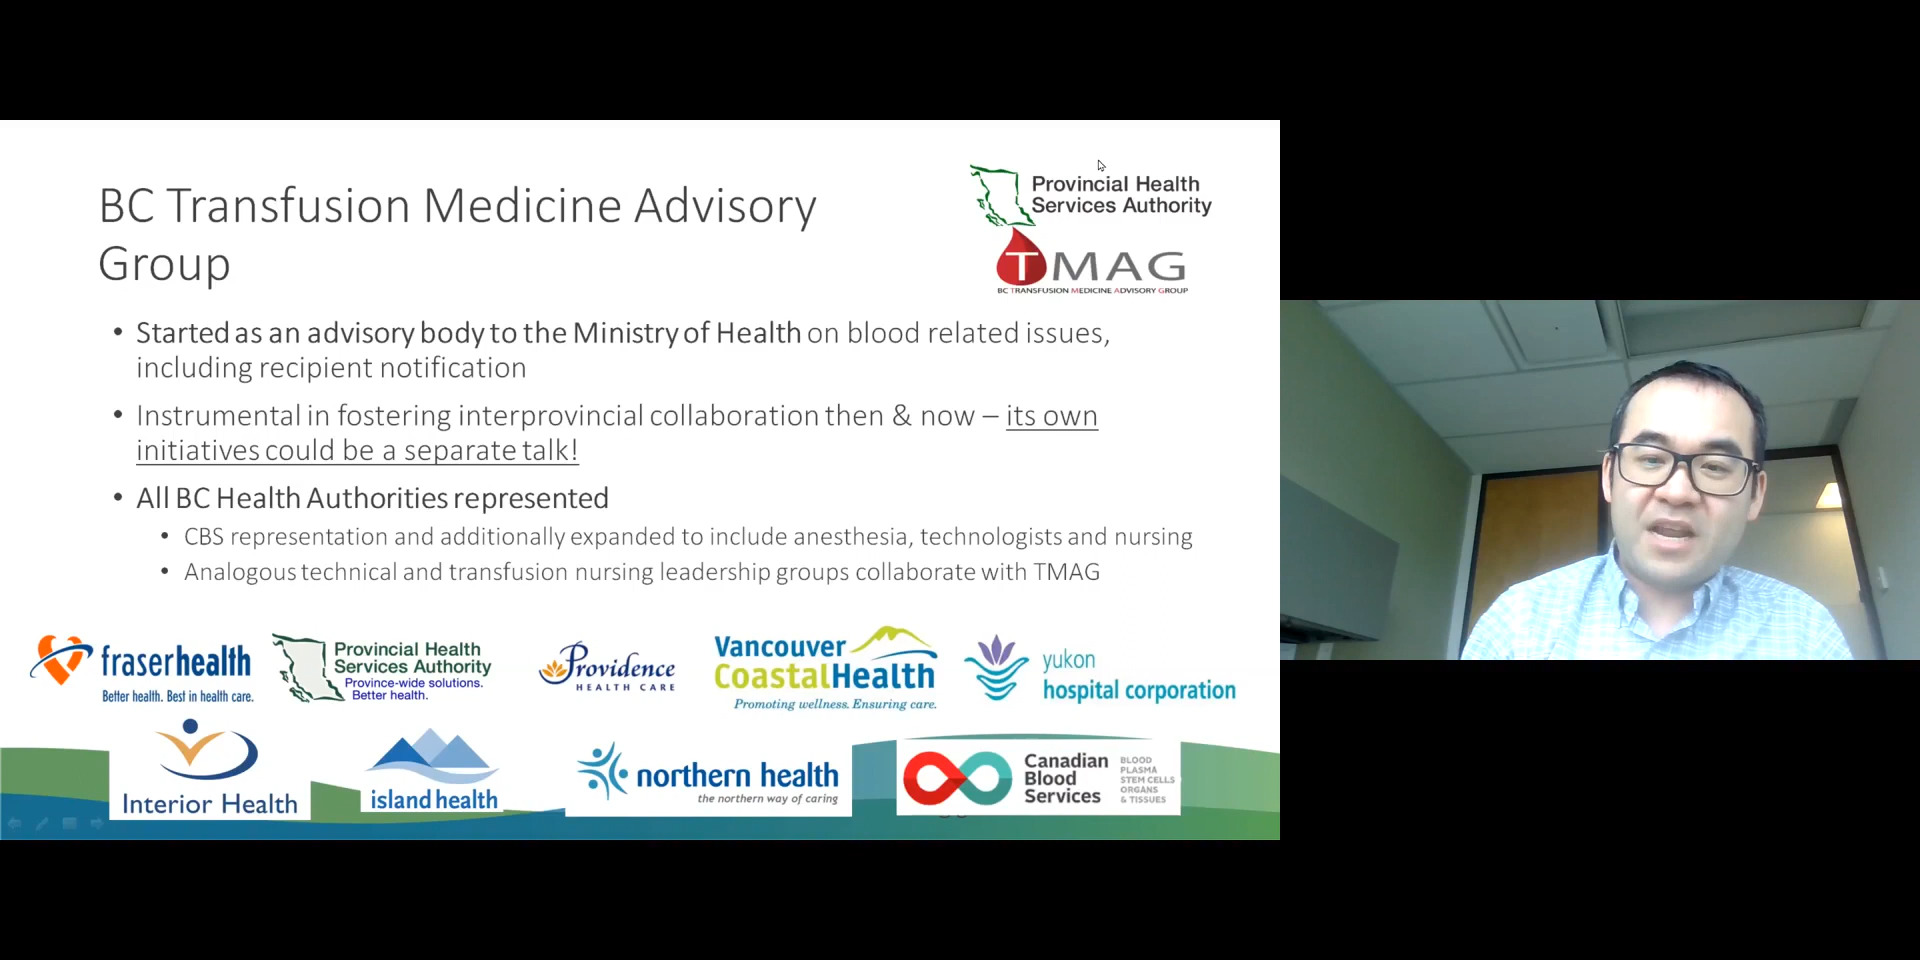 BC Transfusion Medicine Advisory
Group
Provincial Health
Services Authority
TMAG
BC TRANSFUSION MEDICINE ADVISORY GROUP
• Started as an advisory body to the Ministry of Health on blood related issues,
including recipient notification
• Instrumental in fostering interprovincial collaboration then & now – its own
initiatives could be a separate talk!
• All BC Health Authorities represented
• CBS representation and additionally expanded to include anesthesia, technologists and nursing
• Analogous technical and transfusion nursing leadership groups collaborate with TMAG
fraserhealth
Better health. Best in health care.
Provincial Health
Services Authority
Province-wide solutions.
Better health.
Providence
HEALTH CARE
Vancouver
CoastalHealth
Promoting wellness. Ensuring care.
yukon
hospital corporation
Interior Health
island health
northern health
the northern way of caring
Canadian
Blood
Services
BLOOD
PLASMA
STEM CELLS
ORGANS
& TISSUES